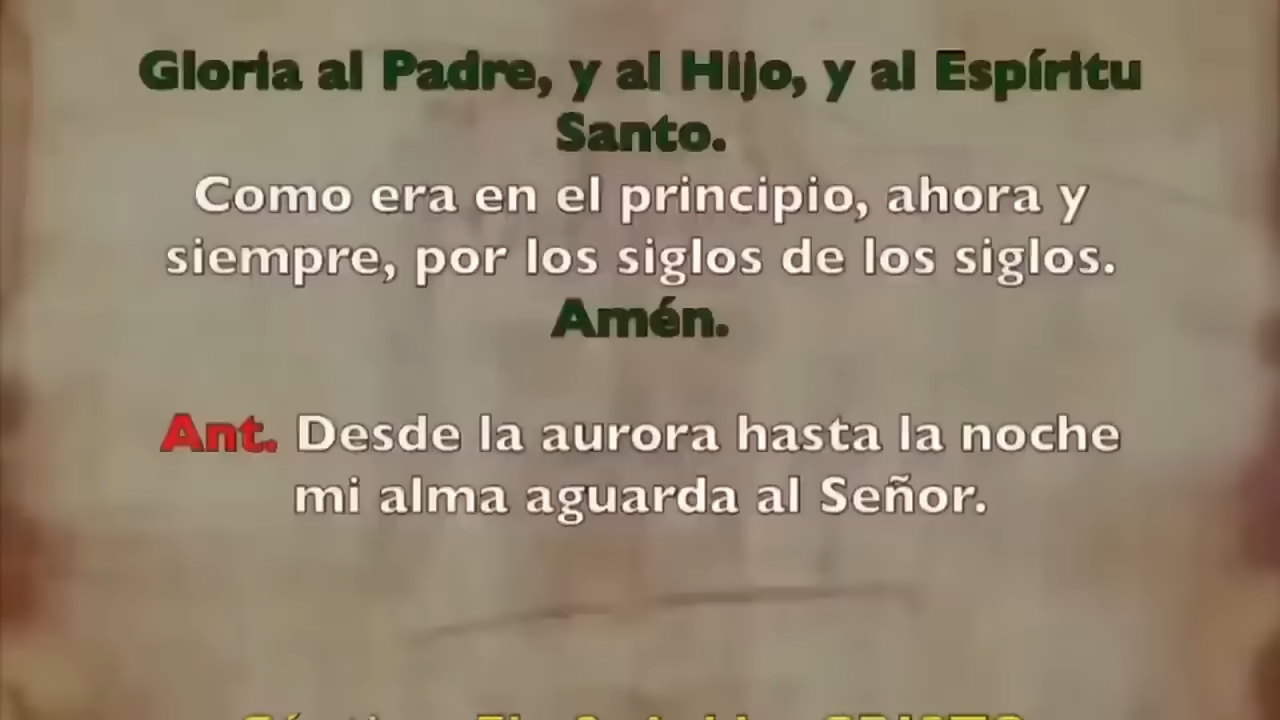 Gloria al Padre, y al Hijo, y al Espíritu
Santo.
Como era en el principio, ahora y
siempre, por los siglos de los siglos.
Amén.
Ant. Desde la aurora hasta la noche
mi alma aguarda al Señor.